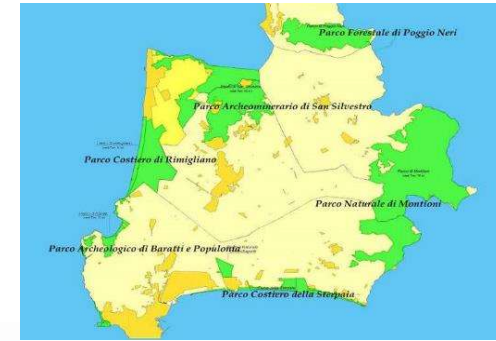 Parco Forestale di Poggio Neri
Parco Archeominerario di San Silvestro
Parco Costiero di Rimigliano
Parco Naturale di Montioni
Parco Archeologico di Baratti e Populonia
Parco Costiero della Sterpaia